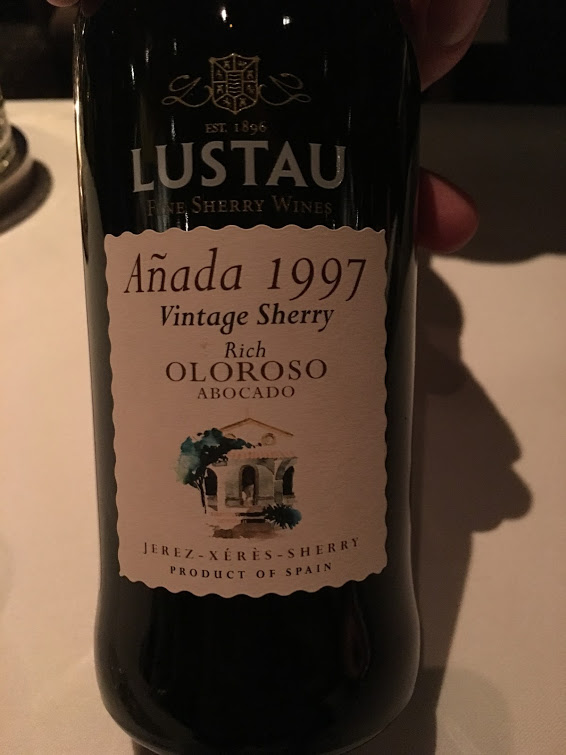 EST. 1896
LUSTAU
FINE SHERRY WINES
Añada 1997
Vintage Sherry
Rich
OLOROSO
ABOCADO
JEREZ-XÉRÈS-SHERRY
PRODUCT OF SPAIN